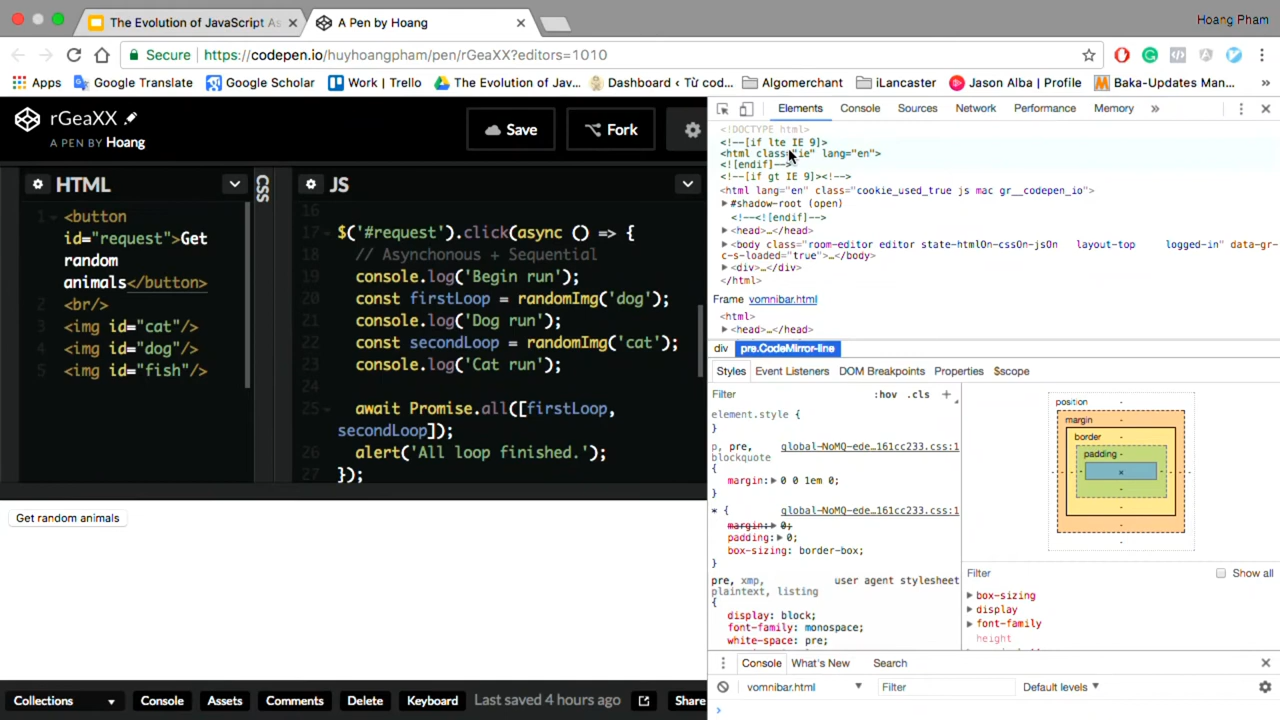 Hoang Pham
The Evolution of JavaScript As
A Pen by Hoang
Secure https://codepen.io/huyhoangpham/pen/rGeaXX?editors=1010
Apps Google Translate Google Scholar Work | Trello The Evolution of Jav... Dashboard ‹ Từ cod... Algomerchant iLancaster Jason Alba | Profile Baka-Updates Man... »
rGeaXX
A PEN BY Hoang
Save
Fork
HTML
1 <button
id="request">Get
random
animals</button>
2 <br/>
3 <img id="cat"/>
4 <img id="dog"/>
5 <img id="fish"/>
CSS
JS
16
17 $('#request').click(async () => {
18 // Asynchonous + Sequential
19 console.log('Begin run');
20 const firstLoop = randomImg('dog');
21 console.log('Dog run');
22 const secondLoop = randomImg('cat');
23 console.log('Cat run');
24
25 await Promise.all([firstLoop,
secondLoop]);
26 alert('All loop finished.');
27 });
Get random animals
Collections Console Assets Comments Delete Keyboard Last saved 4 hours ago Share
Elements Console Sources Network Performance Memory »
<!DOCTYPE html>
<!--[if lte IE 9]>
<html class="ie" lang="en">
<![endif]-->
<!--[if gt IE 9]><!-->
<html lang="en" class="cookie_used_true js mac gr__codepen_io">
#shadow-root (open)
<!--<![endif]-->
<head>…</head>
<body class="room-editor editor state-htmlOn-cssOn-jsOn layout-top logged-in" data-gr-
c-s-loaded="true">…</body>
<div>…</div>
</html>
Frame vomnibar.html
<html>
<head>…</head>
div pre.CodeMirror-line
Styles Event Listeners DOM Breakpoints Properties $scope
Filter :hov .cls +
element.style {
}
p, pre, global-NoMQ-ede…161cc233.css:1
blockquote
{
margin: 0 0 1em 0;
}
* { global-NoMQ-ede…161cc233.css:1
margin: 0;
padding: 0;
box-sizing: border-box;
}
pre, xmp, user agent stylesheet
plaintext, listing
{
display: block;
font-family: monospace;
white-space: pre;
position -
margin -
border -
padding -
Filter Show all
box-sizing
display
font-family
height
Console What's New Search
vomnibar.html Filter Default levels